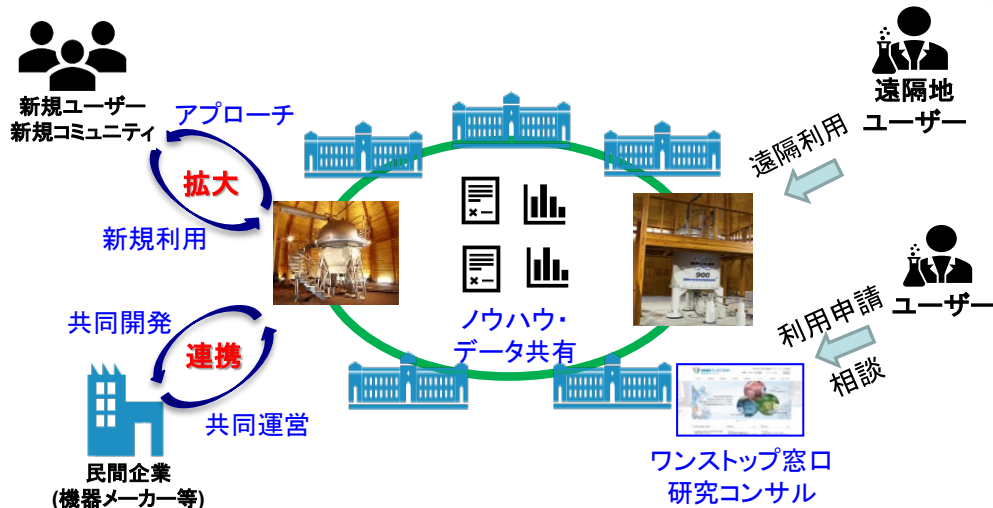 新規ユーザー
新規コミュニティ
アプローチ
拡大
新規利用
共同開発
連携
共同運営
民間企業
(機器メーカー等)
ノウハウ・
データ共有
900
遠隔地
ユーザー
遠隔利用
ユーザー
利用申請
相談
ワンストップ窓口
研究コンサル